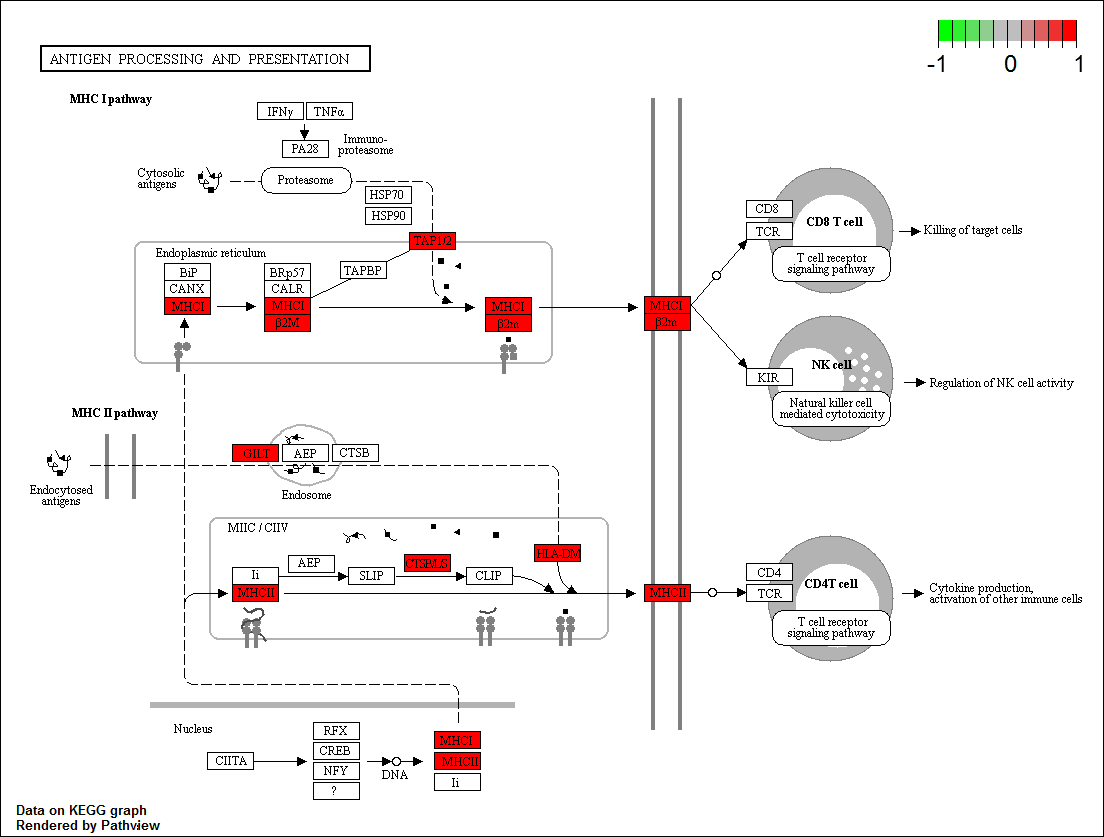 -1 0 1
ANTIGEN PROCESSING AND PRESENTATION
MHC I pathway
IFNγ TNFα
PA28
Immuno-
proteasome
Cytosolic
antigens
Proteasome
HSP70
HSP90
TAP1/2
Endoplasmic reticulum
BiP
CANX
MHCI
BRp57
CALR
MHCI
β2M
TAPBP
MHCI
β2m
MHCI
β2m
CD8
TCR
CD8 T cell
T cell receptor
signaling pathway
Killing of target cells
KIR
NK cell
Natural killer cell
mediated cytotoxicity
Regulation of NK cell activity
MHC II pathway
Endocytosed
antigens
GILT AEP CTSB
Endosome
MIIC / CIIV
Ii
MHCII
AEP
SLIP
CTSB/LS
CLIP
HLA-DM
MHCII
CD4
TCR
CD4T cell
T cell receptor
signaling pathway
Cytokine production,
activation of other immune cells
Nucleus
CIITA
RFX
CREB
NFY
?
DNA
MHCI
MHCII
Ii
Data on KEGG graph
Rendered by Pathview